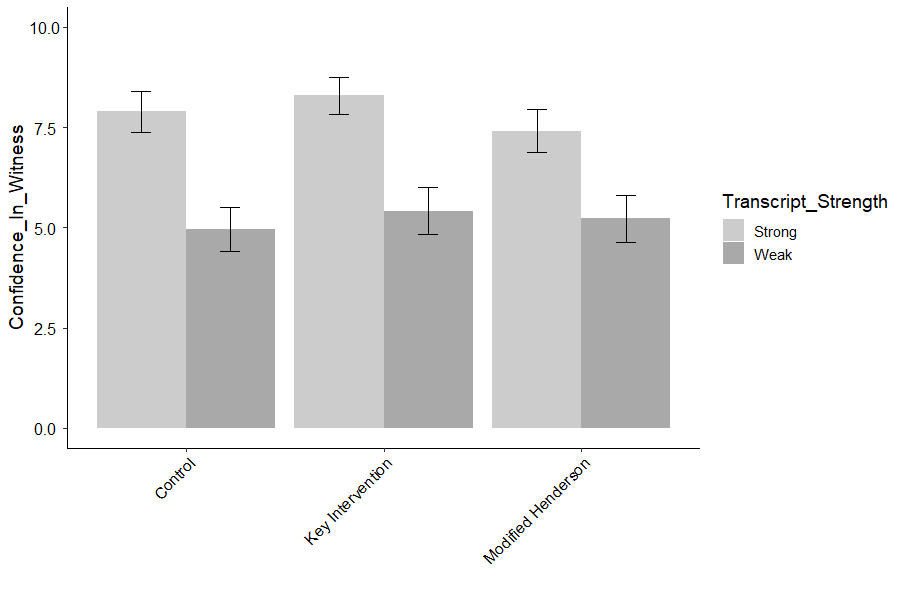 Confidence_In_Witness
10.0
7.5
5.0
2.5
0.0
Control
Key Intervention
Modified Henderson
Transcript_Strength
Strong
Weak